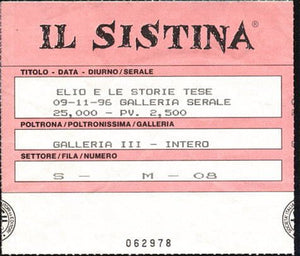 IL SISTINA®
TITOLO - DATA - DIURNO/SERALE
ELIO E LE STORIE TESE
09-11-96 GALLERIA SERALE
25,000 - PV. 2,500
POLTRONA/POLTRONISSIMA/GALLERIA
GALLERIA III - INTERO
SETTORE/FILA/NUMERO
S - M - 08
062978